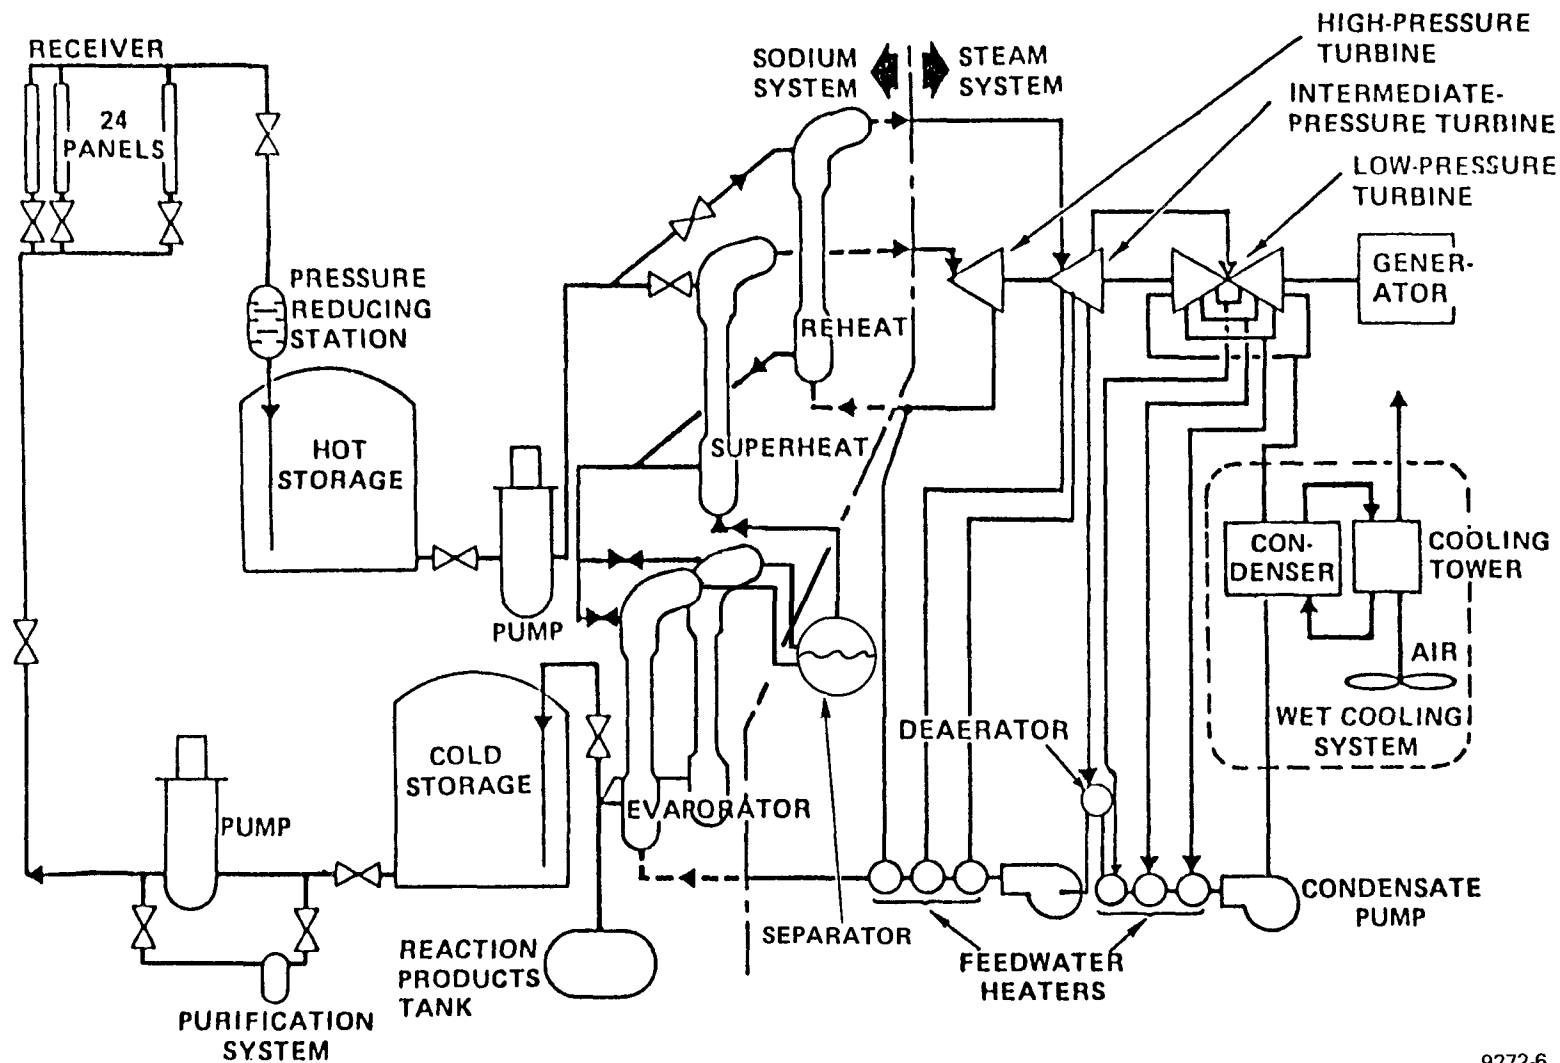 HIGH-PRESSURE
TURBINE
RECEIVER
SODIUM
SYSTEM
STEAM
SYSTEM
INTERMEDIATE-
PRESSURE TURBINE
24
PANELS
LOW-PRESSURE
TURBINE
PRESSURE
REDUCING
STATION
GENER-
ATOR
REHEAT
HOT
STORAGE
SUPERHEAT
CON-
DENSER
COOLING
TOWER
PUMP
AIR
WET COOLING
SYSTEM
DEAERATOR
COLD
STORAGE
EVAPORATOR
PUMP
SEPARATOR
CONDENSATE
PUMP
REACTION
PRODUCTS
TANK
FEEDWATER
HEATERS
PURIFICATION
SYSTEM
9272-6